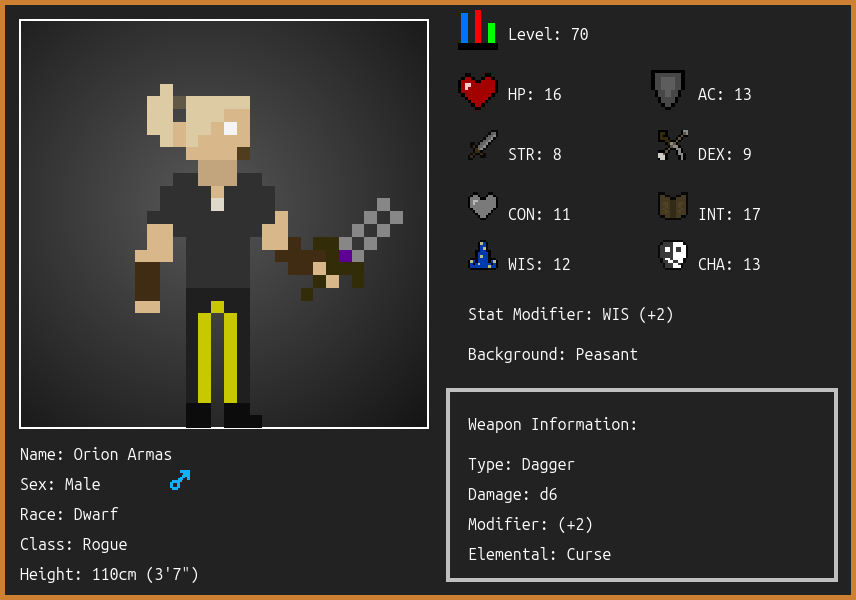 Level: 70
HP: 16
AC: 13
STR: 8
DEX: 9
CON: 11
INT: 17
WIS: 12
CHA: 13
Stat Modifier: WIS (+2)
Background: Peasant
Weapon Information:
Type: Dagger
Damage: d6
Modifier: (+2)
Elemental: Curse
Name: Orion Armas
Sex: Male
Race: Dwarf
Class: Rogue
Height: 110cm (3'7")